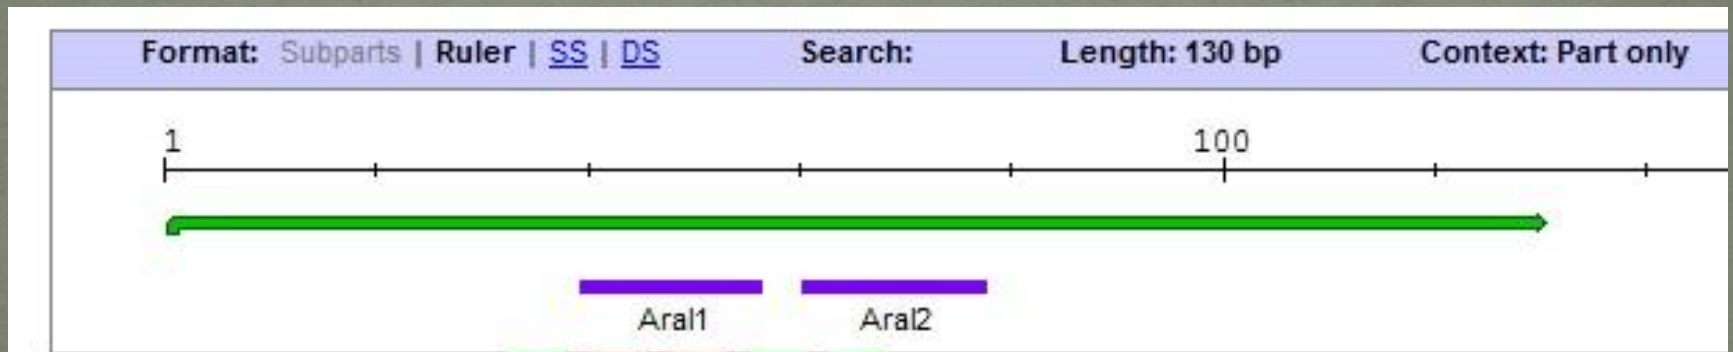 Format: Subparts | Ruler | SS | DS Search: Length: 130 bp Context: Part only
1 100
AraI1 AraI2